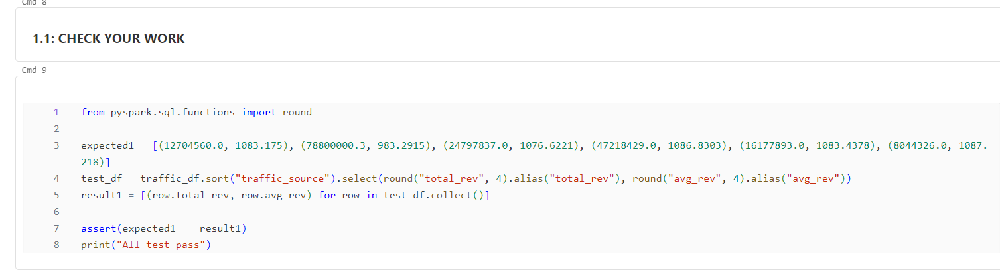 Cmd 8
1.1: CHECK YOUR WORK
Cmd 9
1 from pyspark.sql.functions import round
2
3 expected1 = [(12704560.0, 1083.175), (78800000.3, 983.2915), (24797837.0, 1076.6221), (47218429.0, 1086.8303), (16177893.0, 1083.4378), (8044326.0, 1087.
218)]
4 test_df = traffic_df.sort("traffic_source").select(round("total_rev", 4).alias("total_rev"), round("avg_rev", 4).alias("avg_rev"))
5 result1 = [(row.total_rev, row.avg_rev) for row in test_df.collect()]
6
7 assert(expected1 == result1)
8 print("All test pass")